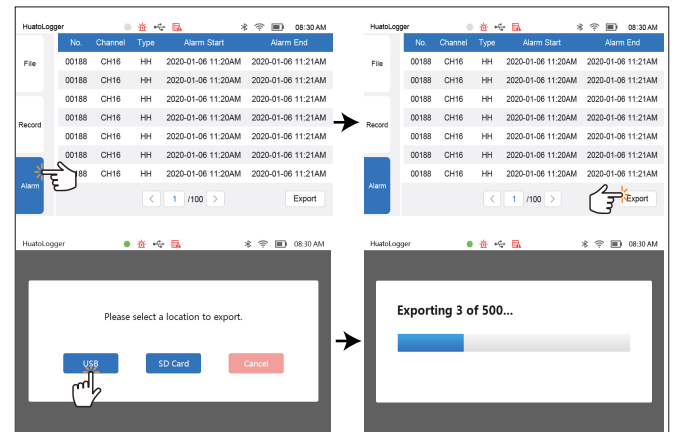 HuatoLogger 08:30 AM
No. Channel Type Alarm Start Alarm End
File
00188 CH16 HH 2020-01-06 11:20AM 2020-01-06 11:21AM
00188 CH16 HH 2020-01-06 11:20AM 2020-01-06 11:21AM
00188 CH16 HH 2020-01-06 11:20AM 2020-01-06 11:21AM
Record
00188 CH16 HH 2020-01-06 11:20AM 2020-01-06 11:21AM
00188 CH16 HH 2020-01-06 11:20AM 2020-01-06 11:21AM
00188 CH16 HH 2020-01-06 11:20AM 2020-01-06 11:21AM
188 CH16 HH 2020-01-06 11:20AM 2020-01-06 11:21AM
Alarm
< 1 /100 > Export
HuatoLogger 08:30 AM
No. Channel Type Alarm Start Alarm End
File
00188 CH16 HH 2020-01-06 11:20AM 2020-01-06 11:21AM
00188 CH16 HH 2020-01-06 11:20AM 2020-01-06 11:21AM
00188 CH16 HH 2020-01-06 11:20AM 2020-01-06 11:21AM
Record
00188 CH16 HH 2020-01-06 11:20AM 2020-01-06 11:21AM
00188 CH16 HH 2020-01-06 11:20AM 2020-01-06 11:21AM
00188 CH16 HH 2020-01-06 11:20AM 2020-01-06 11:21AM
00188 CH16 HH 2020-01-06 11:20AM 2020-01-06 11:21AM
Alarm
< 1 /100 > Export
HuatoLogger 08:30 AM
Please select a location to export.
USB SD Card Cancel
HuatoLogger 08:30 AM
Exporting 3 of 500...